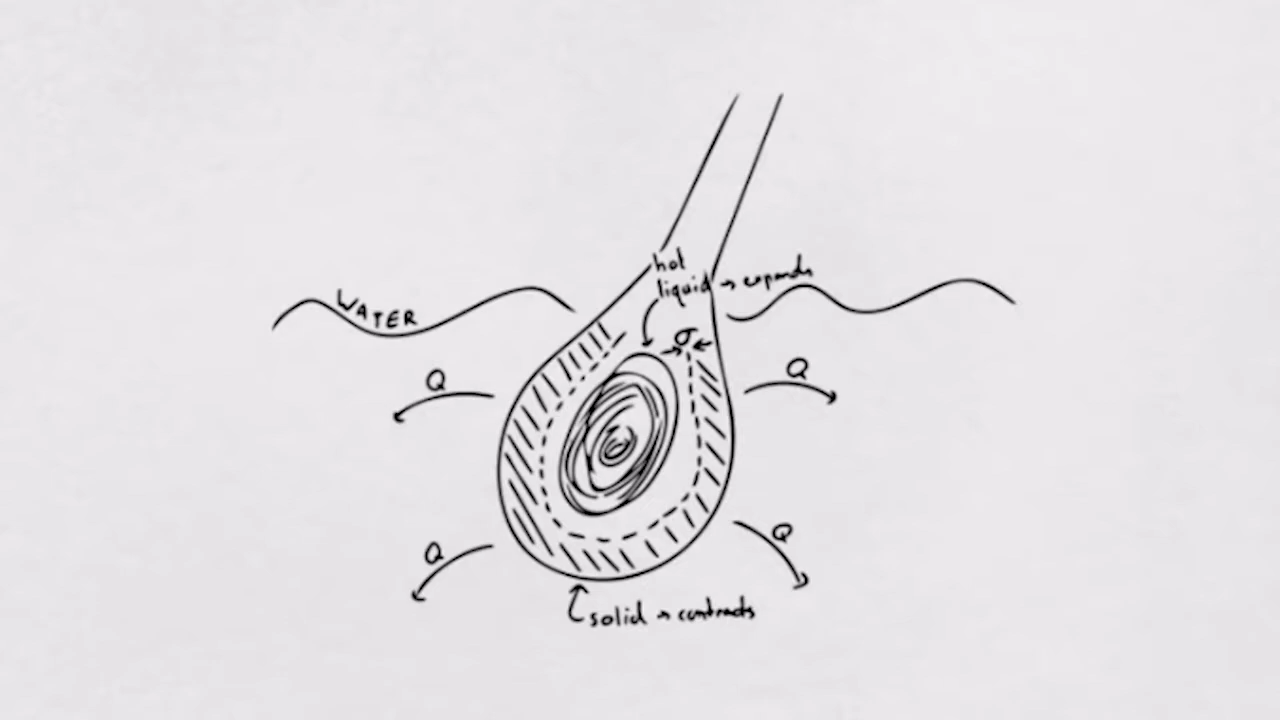 hot
liquid → expands
WATER
σ
Q
Q
Q
Q
solid → contracts